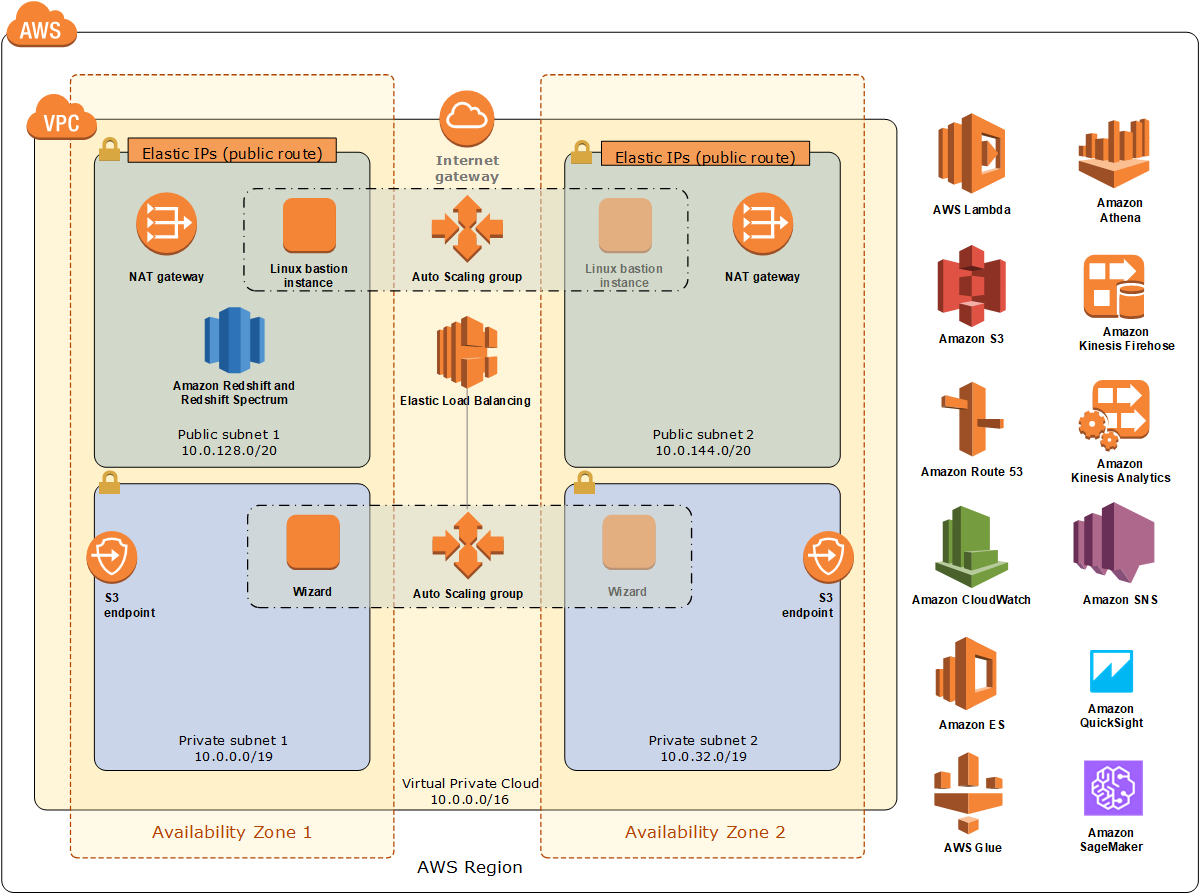 AWS
VPC
Elastic IPs (public route)
Internet
gateway
Elastic IPs (public route)
NAT gateway
Linux bastion
instance
Auto Scaling group
Linux bastion
instance
NAT gateway
Amazon Redshift and
Redshift Spectrum
Elastic Load Balancing
Public subnet 1
10.0.128.0/20
Public subnet 2
10.0.144.0/20
S3
endpoint
Wizard
Auto Scaling group
Wizard
S3
endpoint
Private subnet 1
10.0.0.0/19
Private subnet 2
10.0.32.0/19
Virtual Private Cloud
10.0.0.0/16
Availability Zone 1
Availability Zone 2
AWS Region
AWS Lambda
Amazon
Athena
Amazon S3
Amazon
Kinesis Firehose
Amazon Route 53
Amazon
Kinesis Analytics
Amazon CloudWatch
Amazon SNS
Amazon ES
Amazon
QuickSight
AWS Glue
Amazon
SageMaker